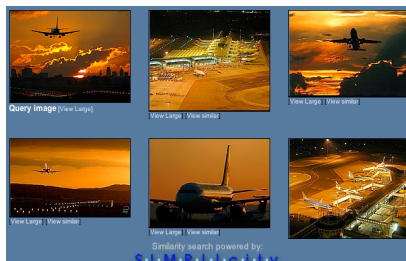 Query image [View Large]
View Large | View similar
View Large | View similar
View Large | View similar
View Large | View similar
Similarity search powered by:
S·I·M·P·L·I·c·i·t·y